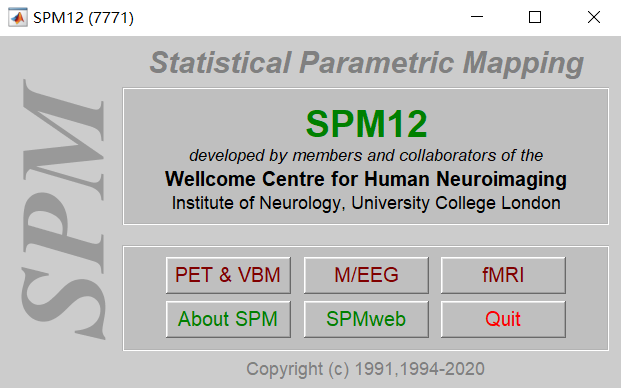 SPM12 (7771)
SPM
Statistical Parametric Mapping
SPM12
developed by members and collaborators of the
Wellcome Centre for Human Neuroimaging
Institute of Neurology, University College London
PET & VBM M/EEG fMRI
About SPM SPMweb Quit
Copyright (c) 1991,1994-2020